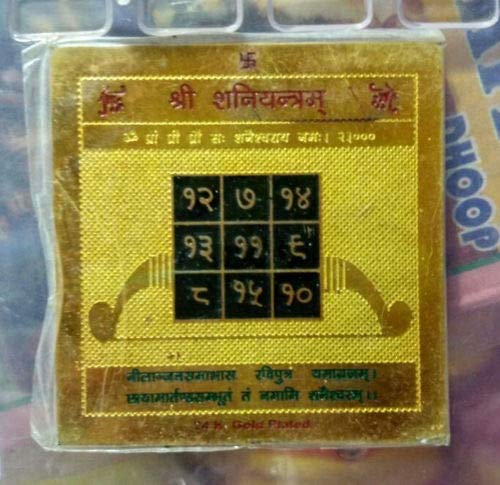 श्री शनियन्त्रम्
ॐ प्रां प्रीं प्रौं सः शनैश्चराय नमः। २३०००
१२ ७ १४
१३ ११ ९
८ १५ १०
नीलाञ्जनसमाभास रविपुत्र यमाग्रजम्।
छायामार्तण्डसम्भूतं तं नमामि शनैश्चरम्।।
24 K. Gold Plated
DHOOP